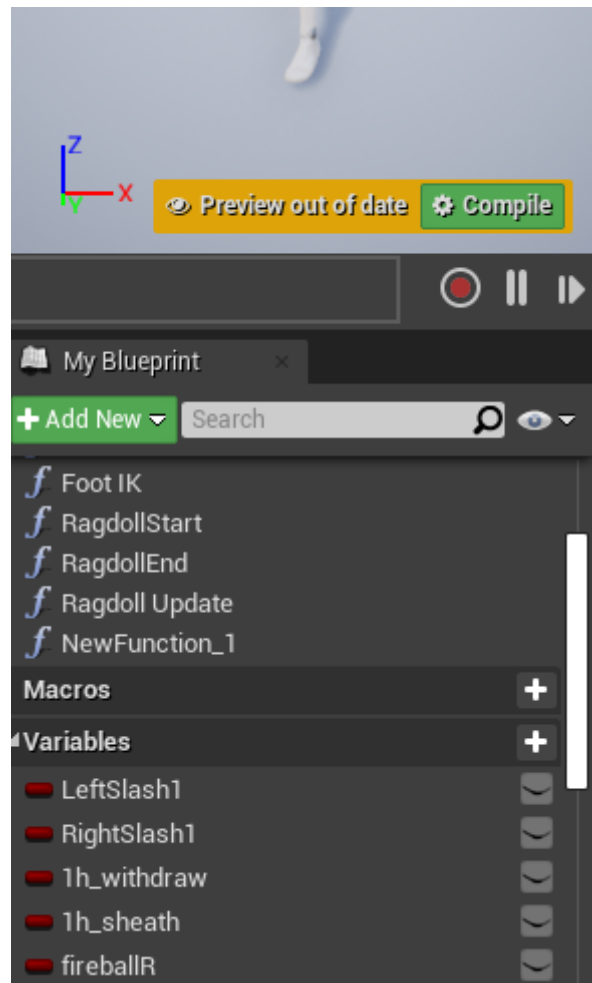 Z
X
Y
Preview out of date Compile
My Blueprint
Add New Search
Foot IK
RagdollStart
RagdollEnd
Ragdoll Update
NewFunction_1
Macros
Variables
LeftSlash1
RightSlash1
1h_withdraw
1h_sheath
fireballR